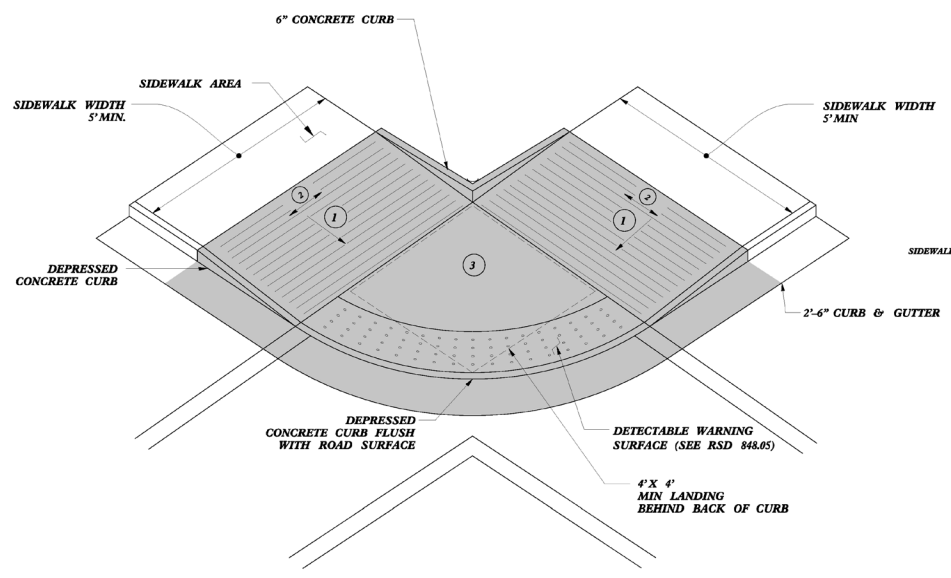 6" CONCRETE CURB
SIDEWALK AREA
SIDEWALK WIDTH
5' MIN.
SIDEWALK WIDTH
5' MIN
2
1
1
2
3
SIDEWALK
DEPRESSED
CONCRETE CURB
2'-6" CURB & GUTTER
DEPRESSED
CONCRETE CURB FLUSH
WITH ROAD SURFACE
DETECTABLE WARNING
SURFACE (SEE RSD 848.05)
4' X 4'
MIN LANDING
BEHIND BACK OF CURB